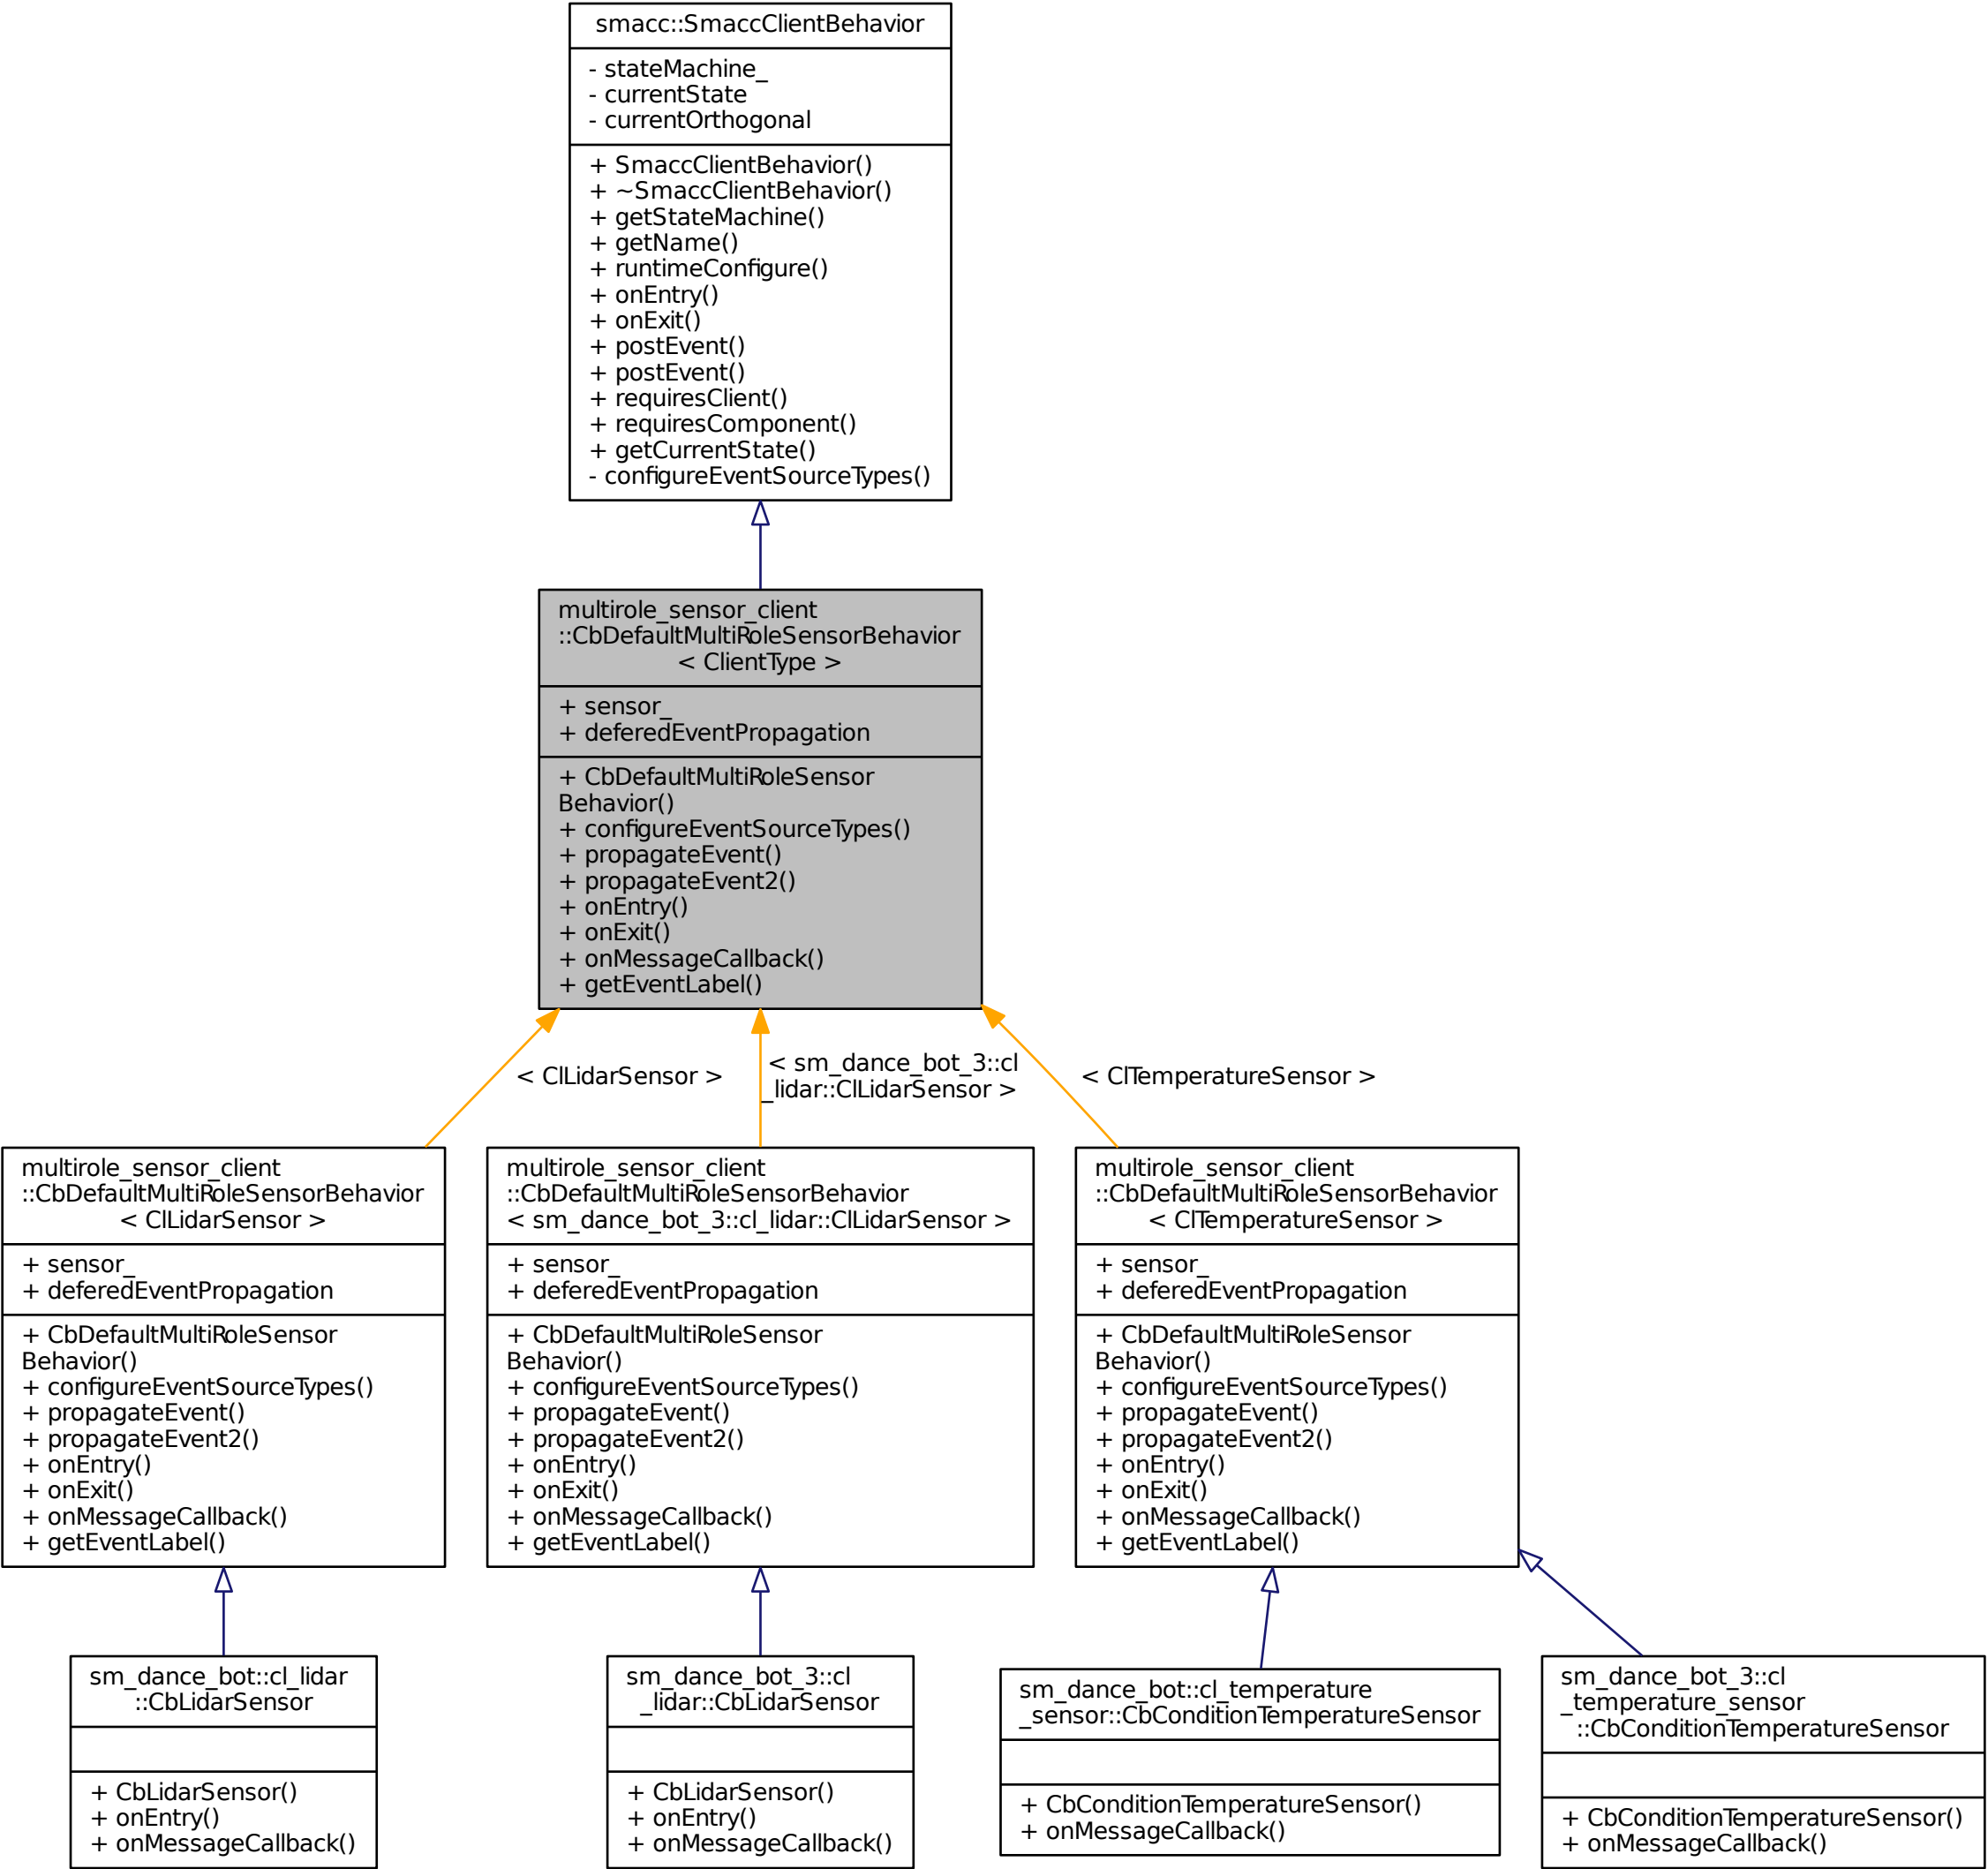 smacc::SmaccClientBehavior
- stateMachine_
- currentState
- currentOrthogonal
+ SmaccClientBehavior()
+ ~SmaccClientBehavior()
+ getStateMachine()
+ getName()
+ runtimeConfigure()
+ onEntry()
+ onExit()
+ postEvent()
+ postEvent()
+ requiresClient()
+ requiresComponent()
+ getCurrentState()
- configureEventSourceTypes()
multirole_sensor_client
::CbDefaultMultiRoleSensorBehavior
< ClientType >
+ sensor_
+ deferedEventPropagation
+ CbDefaultMultiRoleSensor
Behavior()
+ configureEventSourceTypes()
+ propagateEvent()
+ propagateEvent2()
+ onEntry()
+ onExit()
+ onMessageCallback()
+ getEventLabel()
< ClLidarSensor >
< sm_dance_bot_3::cl
_lidar::ClLidarSensor >
< ClTemperatureSensor >
multirole_sensor_client
::CbDefaultMultiRoleSensorBehavior
< ClLidarSensor >
+ sensor_
+ deferedEventPropagation
+ CbDefaultMultiRoleSensor
Behavior()
+ configureEventSourceTypes()
+ propagateEvent()
+ propagateEvent2()
+ onEntry()
+ onExit()
+ onMessageCallback()
+ getEventLabel()
multirole_sensor_client
::CbDefaultMultiRoleSensorBehavior
< sm_dance_bot_3::cl_lidar::ClLidarSensor >
+ sensor_
+ deferedEventPropagation
+ CbDefaultMultiRoleSensor
Behavior()
+ configureEventSourceTypes()
+ propagateEvent()
+ propagateEvent2()
+ onEntry()
+ onExit()
+ onMessageCallback()
+ getEventLabel()
multirole_sensor_client
::CbDefaultMultiRoleSensorBehavior
< ClTemperatureSensor >
+ sensor_
+ deferedEventPropagation
+ CbDefaultMultiRoleSensor
Behavior()
+ configureEventSourceTypes()
+ propagateEvent()
+ propagateEvent2()
+ onEntry()
+ onExit()
+ onMessageCallback()
+ getEventLabel()
sm_dance_bot::cl_lidar
::CbLidarSensor
+ CbLidarSensor()
+ onEntry()
+ onMessageCallback()
sm_dance_bot_3::cl
_lidar::CbLidarSensor
+ CbLidarSensor()
+ onEntry()
+ onMessageCallback()
sm_dance_bot::cl_temperature
_sensor::CbConditionTemperatureSensor
+ CbConditionTemperatureSensor()
+ onMessageCallback()
sm_dance_bot_3::cl
_temperature_sensor
::CbConditionTemperatureSensor
+ CbConditionTemperatureSensor()
+ onMessageCallback()